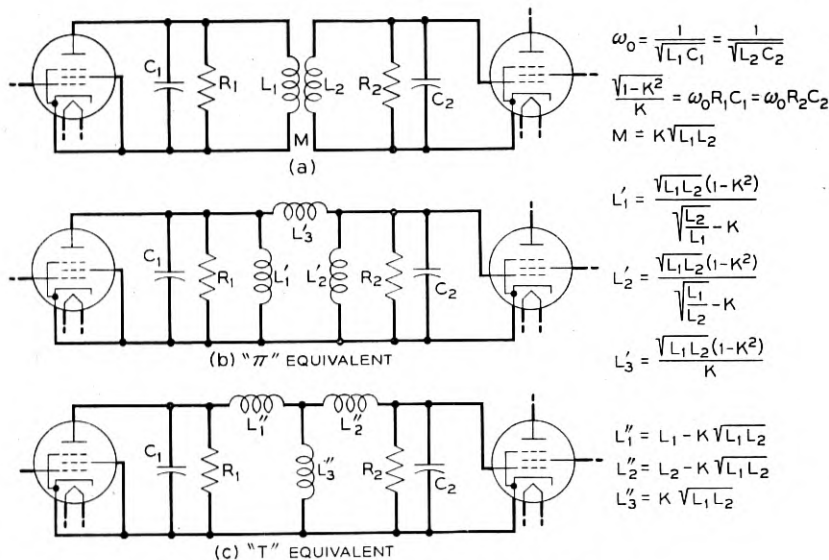 C₁ R₁ L₁ L₂ R₂ C₂
M
(a)
ω₀ = 1/√(L₁C₁) = 1/√(L₂C₂)
√(1-K²)/K = ω₀R₁C₁ = ω₀R₂C₂
M = K√(L₁L₂)
C₁ R₁ L′₁ L′₃ L′₂ R₂ C₂
(b) "π" EQUIVALENT
L′₁ = √(L₁L₂)(1-K²)/(√(L₂/L₁)-K)
L′₂ = √(L₁L₂)(1-K²)/(√(L₁/L₂)-K)
L′₃ = √(L₁L₂)(1-K²)/K
C₁ R₁ L″₁ L″₃ L″₂ R₂ C₂
(c) "T" EQUIVALENT
L″₁ = L₁ - K√(L₁L₂)
L″₂ = L₂ - K√(L₁L₂)
L″₃ = K√(L₁L₂)